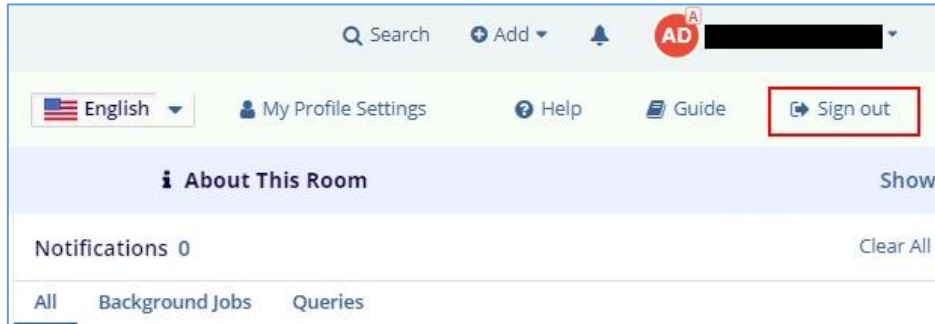 Search Add A AD
English My Profile Settings Help Guide Sign out
i About This Room Show
Notifications 0 Clear All
All Background Jobs Queries